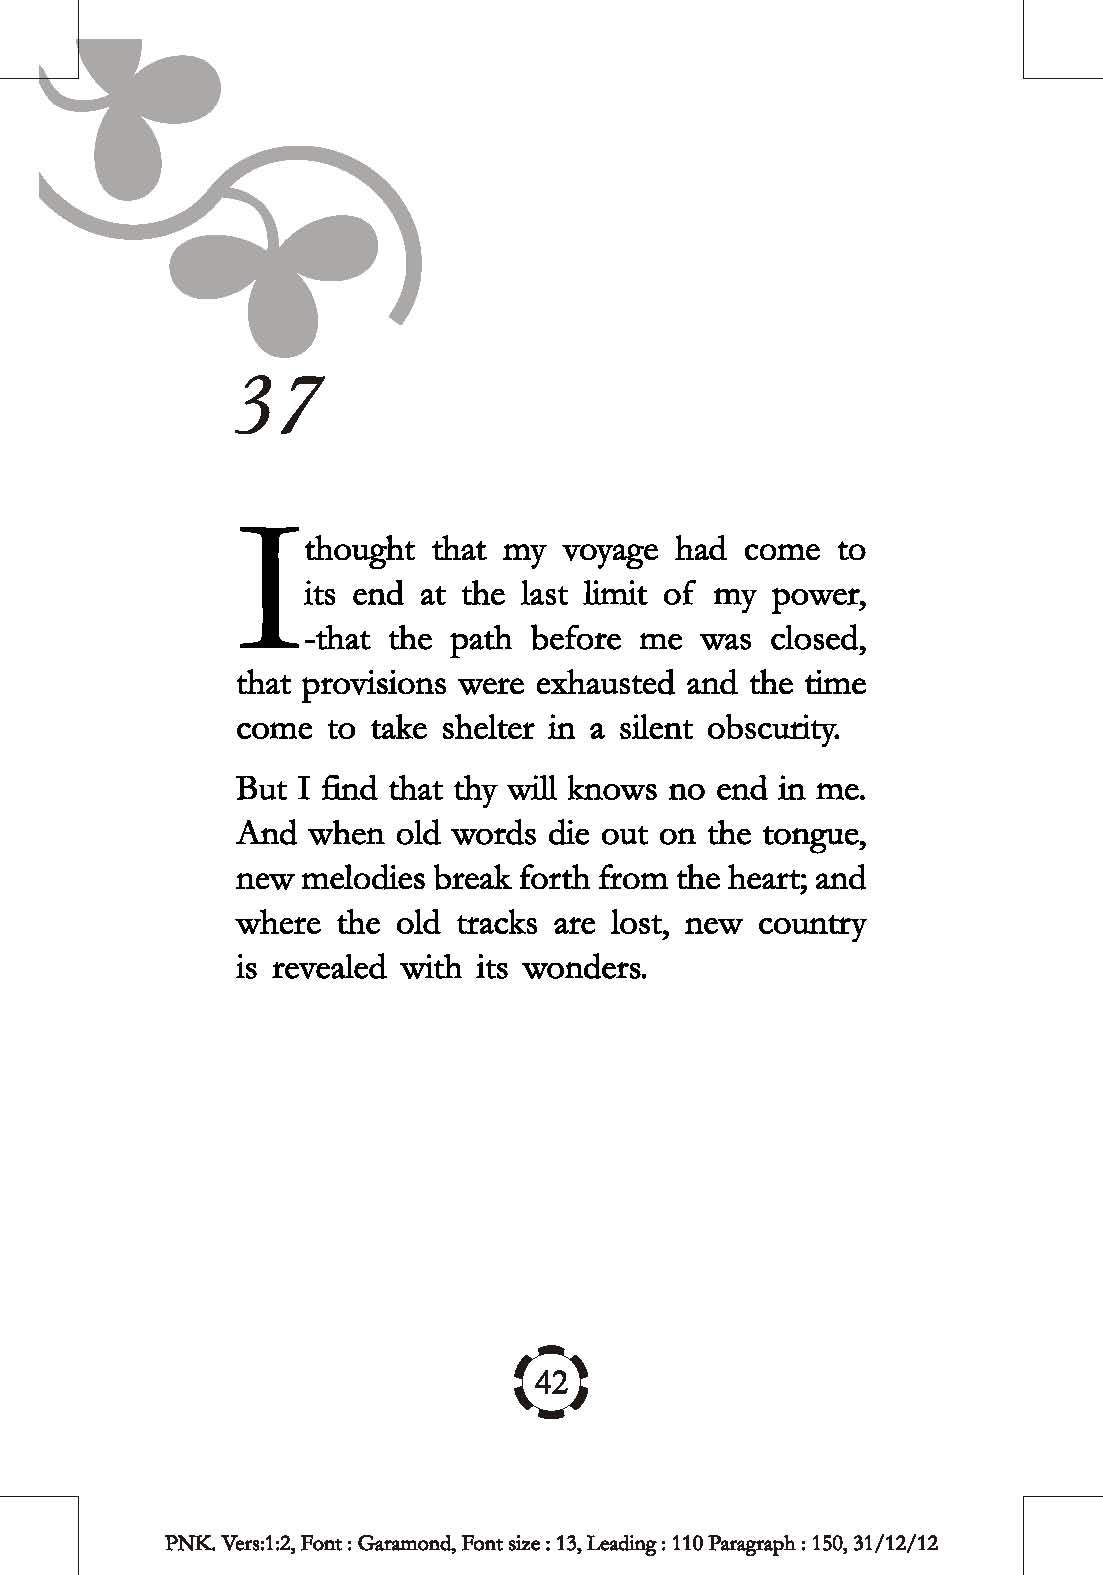 37
I thought that my voyage had come to
its end at the last limit of my power,
-that the path before me was closed,
that provisions were exhausted and the time
come to take shelter in a silent obscurity.
But I find that thy will knows no end in me.
And when old words die out on the tongue,
new melodies break forth from the heart; and
where the old tracks are lost, new country
is revealed with its wonders.
42
PNK. Vers:1:2, Font : Garamond, Font size : 13, Leading : 110 Paragraph : 150, 31/12/12